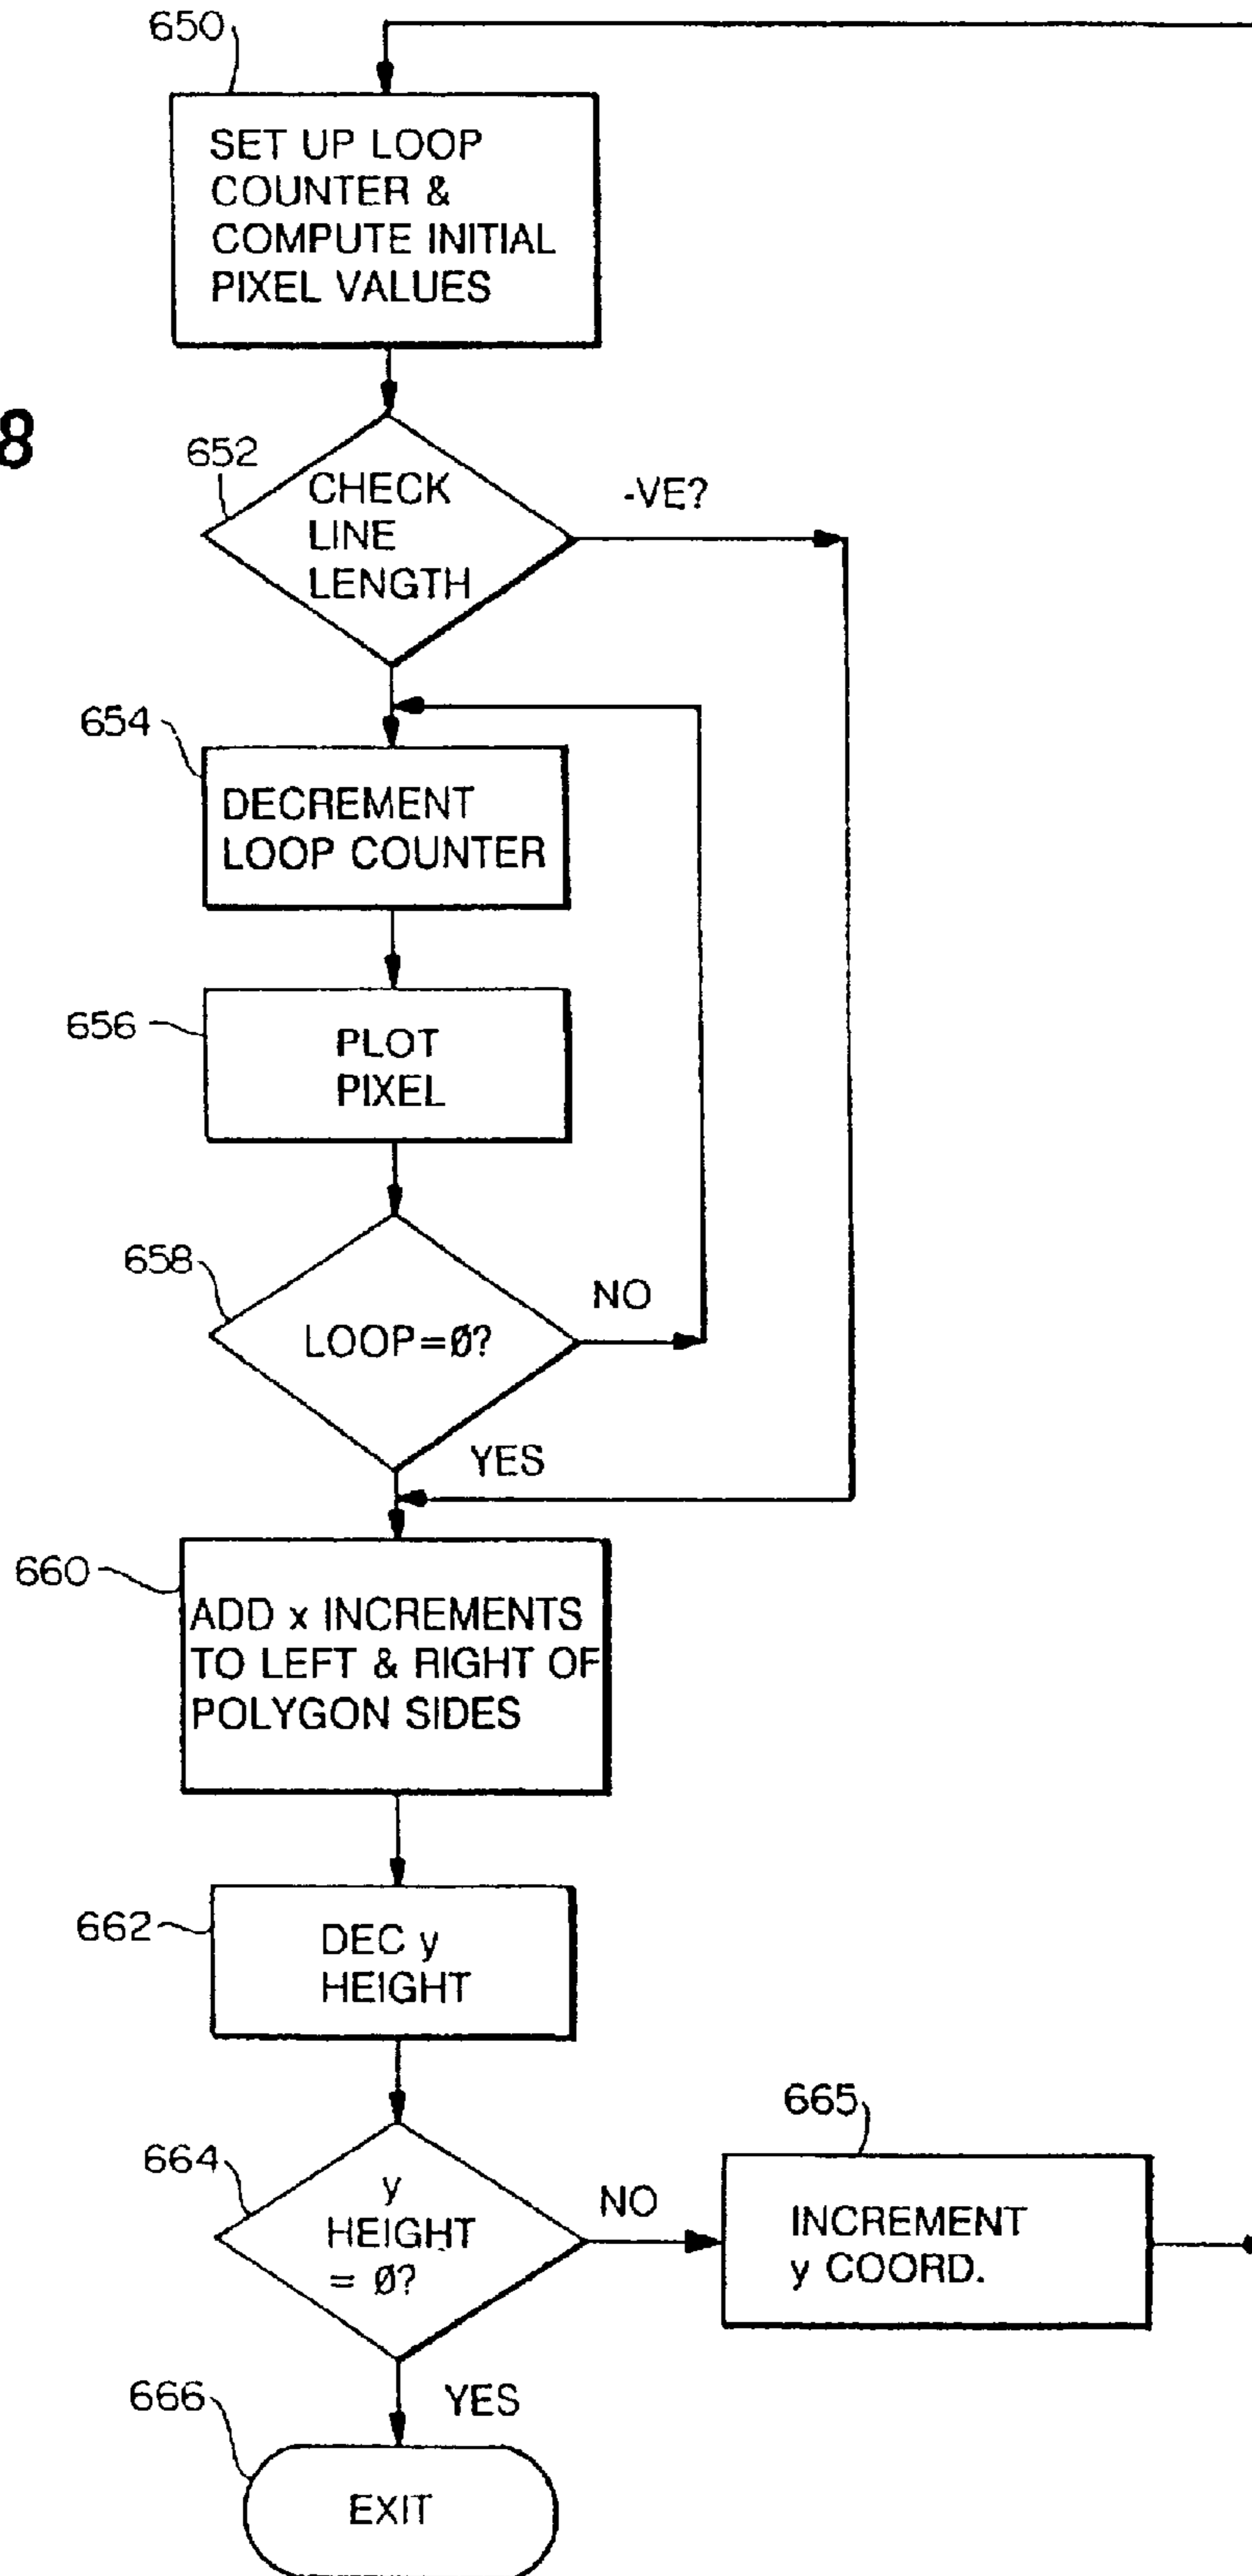 650
SET UP LOOP
COUNTER &
COMPUTE INITIAL
PIXEL VALUES
8
652
CHECK
LINE
LENGTH
-VE?
654
DECREMENT
LOOP COUNTER
656
PLOT
PIXEL
658
LOOP=Ø?
NO
YES
660
ADD x INCREMENTS
TO LEFT & RIGHT OF
POLYGON SIDES
662
DEC y
HEIGHT
664
y
HEIGHT
= Ø?
NO
665
INCREMENT
y COORD.
YES
666
EXIT